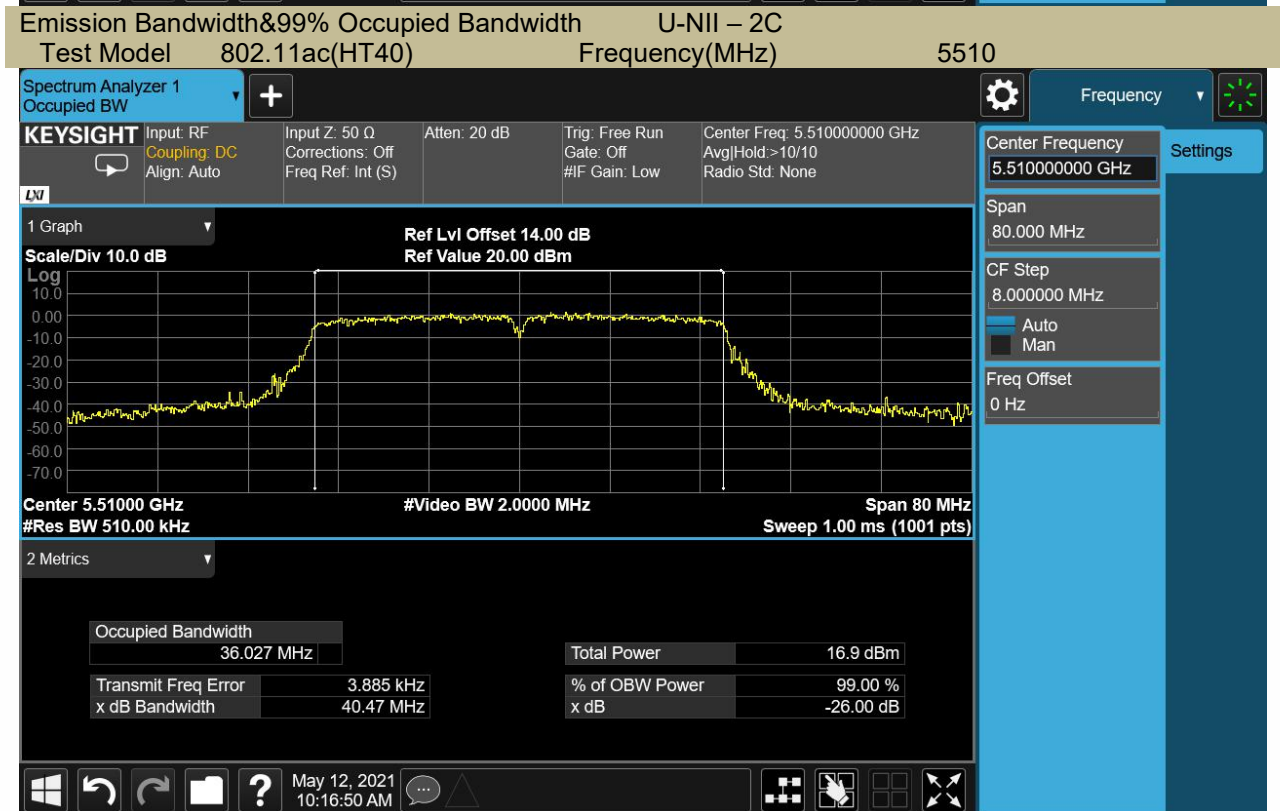 Emission Bandwidth&99% Occupied Bandwidth U-NII – 2C
Test Model 802.11ac(HT40) Frequency(MHz) 5510
Spectrum Analyzer 1
Occupied BW
+
Frequency
KEYSIGHT
LXI
Input: RF
Coupling: DC
Align: Auto
Input Z: 50 Ω
Corrections: Off
Freq Ref: Int (S)
Atten: 20 dB
Trig: Free Run
Gate: Off
#IF Gain: Low
Center Freq: 5.510000000 GHz
Avg|Hold:>10/10
Radio Std: None
Center Frequency
5.510000000 GHz
Settings
Span
80.000 MHz
CF Step
8.000000 MHz
Auto
Man
Freq Offset
0 Hz
1 Graph
Scale/Div 10.0 dB
Ref Lvl Offset 14.00 dB
Ref Value 20.00 dBm
Log
10.0
0.00
-10.0
-20.0
-30.0
-40.0
-50.0
-60.0
-70.0
Center 5.51000 GHz #Video BW 2.0000 MHz Span 80 MHz
#Res BW 510.00 kHz Sweep 1.00 ms (1001 pts)
2 Metrics
Occupied Bandwidth
36.027 MHz
Total Power 16.9 dBm
Transmit Freq Error 3.885 kHz % of OBW Power 99.00 %
x dB Bandwidth 40.47 MHz x dB -26.00 dB
?
May 12, 2021
10:16:50 AM